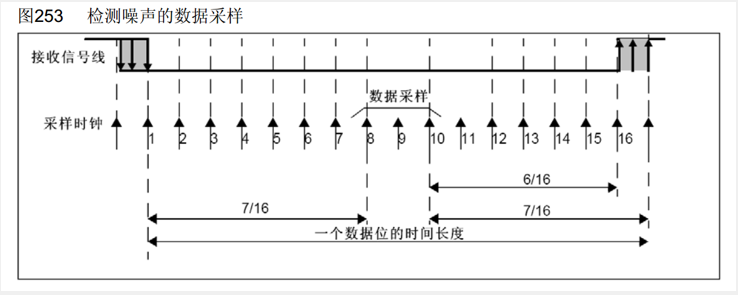 图253 检测噪声的数据采样
接收信号线
数据采样
采样时钟
1 2 3 4 5 6 7 8 9 10 11 12 13 14 15 16
6/16
7/16 7/16
一个数据位的时间长度